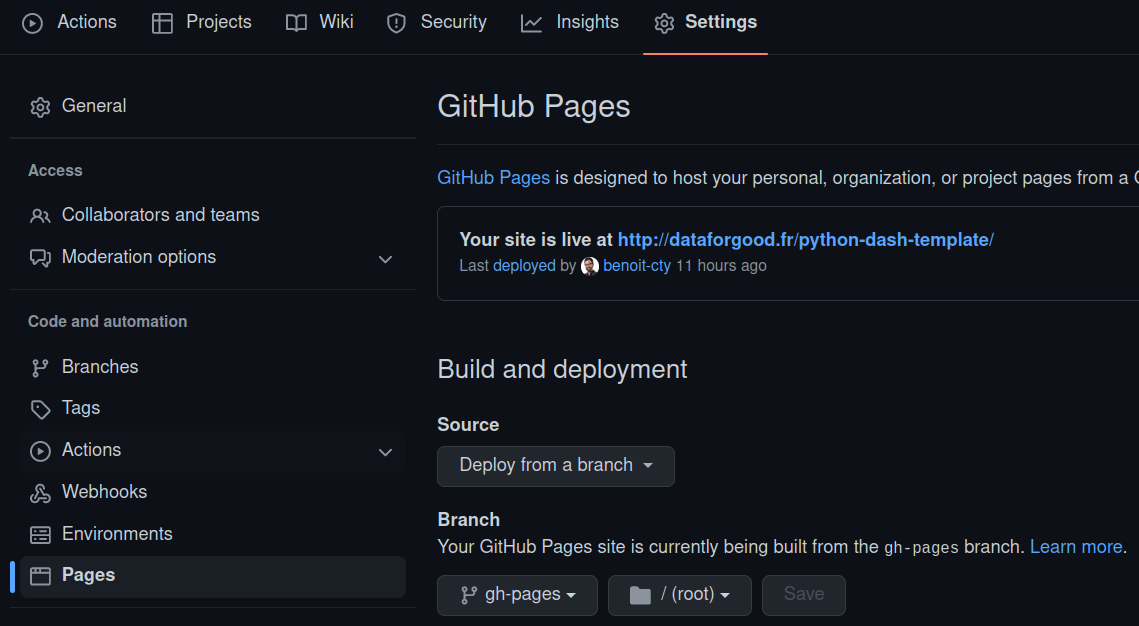 Actions Projects Wiki Security Insights Settings
General
Access
Collaborators and teams
Moderation options
Code and automation
Branches
Tags
Actions
Webhooks
Environments
Pages
GitHub Pages
GitHub Pages is designed to host your personal, organization, or project pages from a
Your site is live at http://dataforgood.fr/python-dash-template/
Last deployed by benoit-cty 11 hours ago
Build and deployment
Source
Deploy from a branch
Branch
Your GitHub Pages site is currently being built from the gh-pages branch. Learn more.
gh-pages / (root) Save